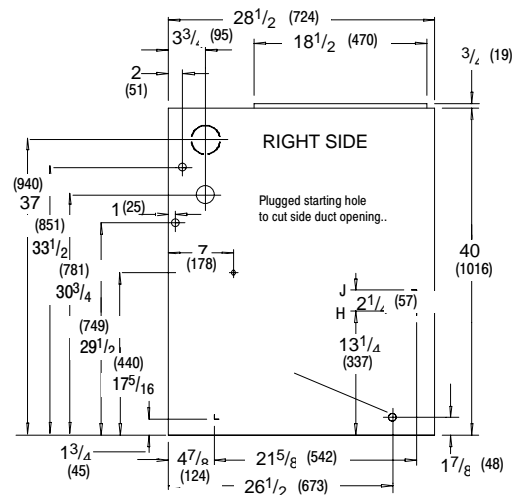 28 1/2 (724)
3 3/4 (95)
18 1/2 (470)
3/4 (19)
2
(51)
RIGHT SIDE
(940)
37
(851)
33 1/2
(781)
30 3/4
(749)
29 1/2
(440)
17 5/16
1 (25)
Plugged starting hole
to cut side duct opening..
7
(178)
40
(1016)
J
2 1/4 (57)
H
13 1/4
(337)
1 3/4
(45)
4 7/8
(124)
21 5/8 (542)
26 1/2 (673)
1 7/8 (48)